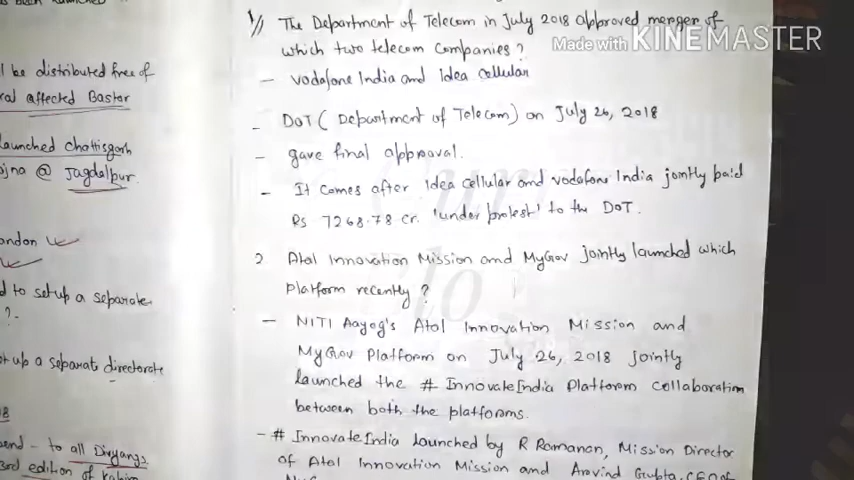 l be distributed free of
ral affected Bastar
launched chattisgarh
ojna @ Jagdalpur.
ondon
d to setup a separate
?
ot up a separate directorate
18
send - to all Divyangs
3rd edition of
1) The Department of Telecom in July 2018 approved merger of
which two telecom companies?
Made with KINEMASTER
- Vodafone India and Idea cellular
- DOT ( Department of Telecom) on July 26, 2018
- gave final approval.
- It comes after Idea cellular and vodafone India jointly paid
Rs 7268.78 cr. 'under protest' to the DOT.
2 Atal Innovation Mission and MyGov jointly launched which
platform recently?
- NITI Aayog's Atal Innovation Mission and
MyGov Platform on July 26, 2018 jointly
launched the # InnovateIndia Platform collaboration
between both the platforms.
- # InnovateIndia launched by R Ramanan, Mission Director
of Atal Innovation Mission and Arvind Gupta, CEO of